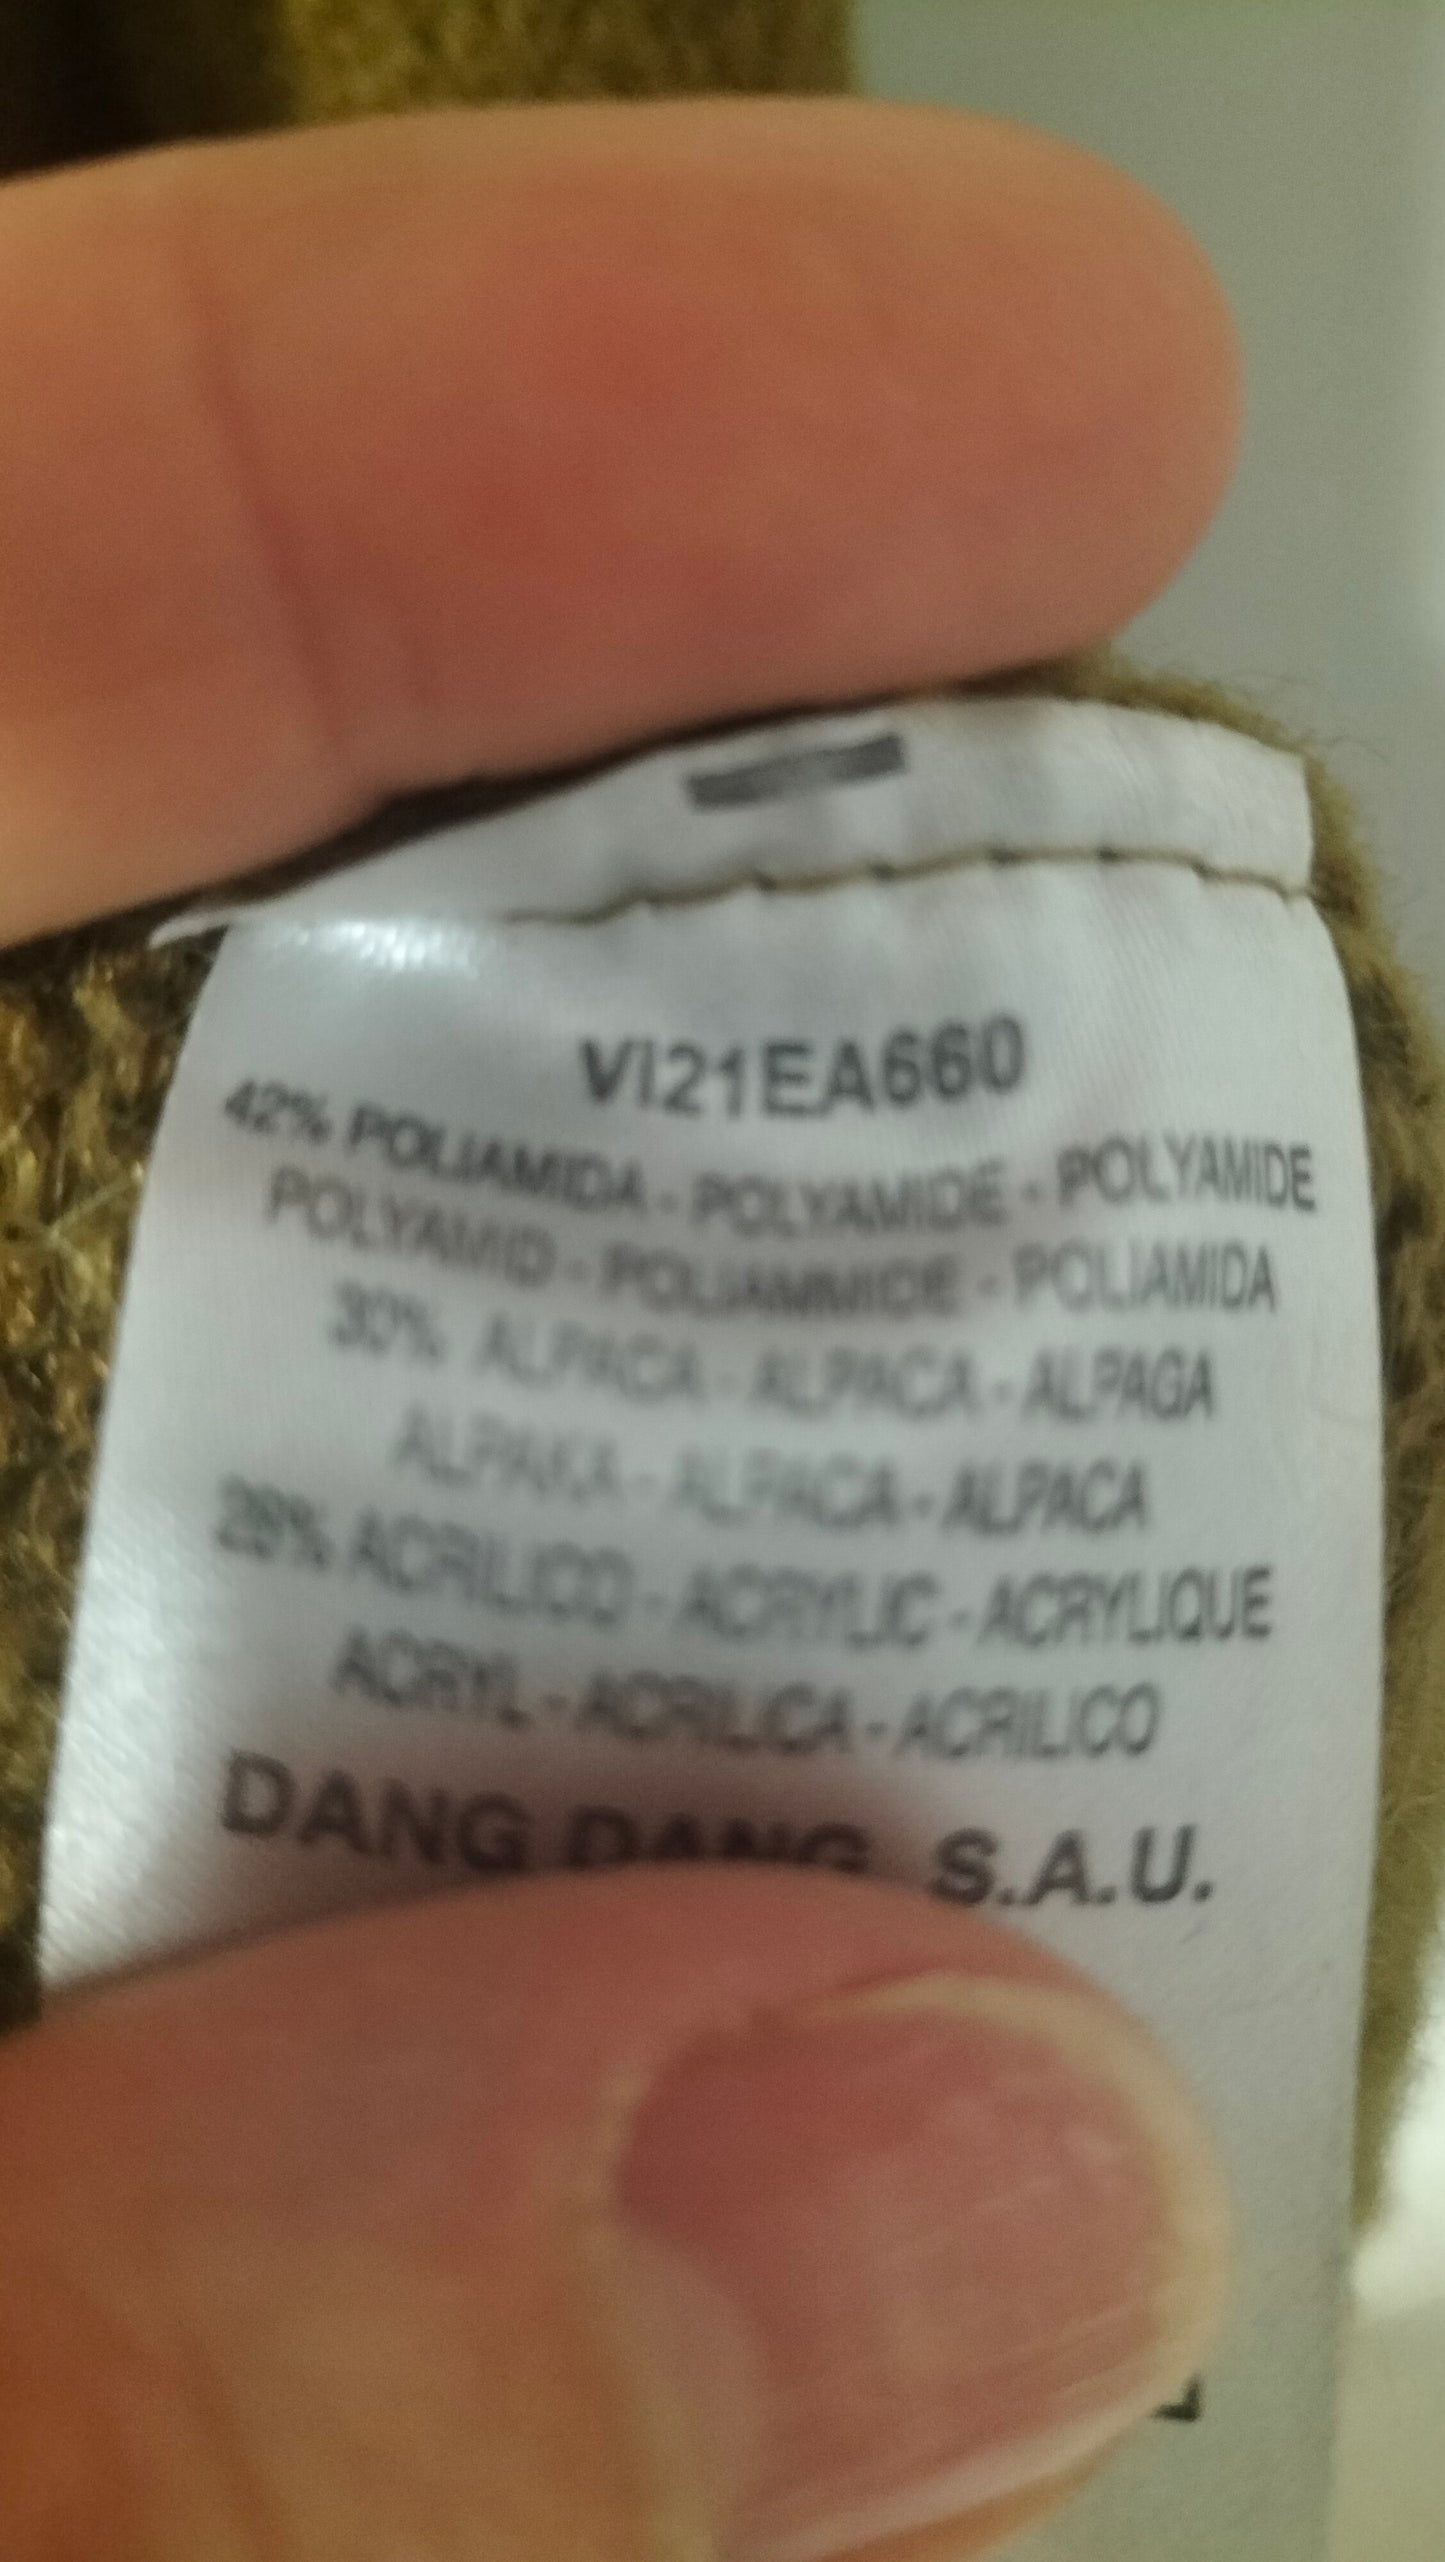 VI21EA660
42% POLIAMIDA - POLYAMIDE - POLYAMIDE
POLYAMID - POLIAMMIDE - POLIAMIDA
30% ALPACA - ALPACA - ALPAGA
ALPAKA - ALPACA - ALPACA
28% ACRILICO - ACRYLIC - ACRYLIQUE
ACRYL - ACRILICA - ACRILICO
DANG DANG S.A.U.